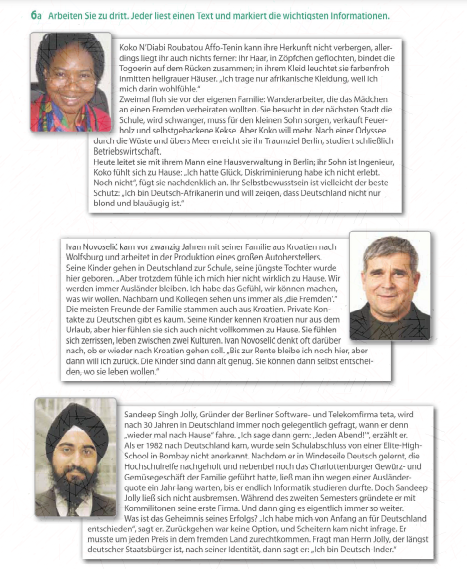 6a Arbeiten Sie zu dritt. Jeder liest einen Text und markiert die wichtigsten Informationen.
Koko N'Diabi Roubatou Affo-Tenin kann ihre Herkunft nicht verbergen, aller-
dings liegt ihr auch nichts ferner: Ihr Haar, in Zöpfchen geflochten, bindet die
Togoerin auf dem Rücken zusammen; in ihrem Kleid leuchtet sie farbenfroh
inmitten hellgrauer Häuser. „Ich trage nur afrikanische Kleidung, weil ich
mich darin wohlfühle.“
Zweimal floh sie vor der eigenen Familie: Wanderarbeiter, die das Mädchen
an einen Fremden verheiraten wollten. Sie besucht in der nächsten Stadt die
Schule, wird schwanger, muss für den kleinen Sohn sorgen, verkauft Feuer-
holz und selbstgebackene Kekse. Aber Koko will mehr. Nach einer Odyssee
durch die Wüste und übers Meer erreicht sie ihr Traumziel Berlin, studiert schließlich
Betriebswirtschaft.
Heute leitet sie mit ihrem Mann eine Hausverwaltung in Berlin; ihr Sohn ist Ingenieur,
Koko fühlt sich zu Hause: „Ich hatte Glück, Diskriminierung habe ich nicht erlebt.
Noch nicht“, fügt sie nachdenklich an. Ihr Selbstbewusstsein ist vielleicht der beste
Schutz: „Ich bin Deutsch-Afrikanerin und will zeigen, dass Deutschland nicht nur
blond und blauäugig ist.“
Ivan Novoselić kam vor zwanzig Jahren mit seiner Familie aus Kroatien nach
Wolfsburg und arbeitet in der Produktion eines großen Autoherstellers.
Seine Kinder gehen in Deutschland zur Schule, seine jüngste Tochter wurde
hier geboren. „Aber trotzdem fühle ich mich hier nicht wirklich zu Hause. Wir
werden immer Ausländer bleiben. Ich habe das Gefühl, wir können machen,
was wir wollen. Nachbarn und Kollegen sehen uns immer als ‚die Fremden‘.“
Die meisten Freunde der Familie stammen auch aus Kroatien. Private Kon-
takte zu Deutschen gibt es kaum. Seine Kinder kennen Kroatien nur aus dem
Urlaub, aber hier fühlen sie sich auch nicht vollkommen zu Hause. Sie fühlen
sich zerrissen, leben zwischen zwei Kulturen. Ivan Novoselić denkt oft darüber
nach, ob er wieder nach Kroatien gehen soll. „Bis zur Rente bleibe ich noch hier, aber
dann will ich zurück. Die Kinder sind dann alt genug. Sie können dann selbst entschei-
den, wo sie leben wollen.“
Sandeep Singh Jolly, Gründer der Berliner Software- und Telekomfirma teta, wird
nach 30 Jahren in Deutschland immer noch gelegentlich gefragt, wann er denn
„wieder mal nach Hause“ fahre. „Ich sage dann gern: ‚Jeden Abend!‘“, erzählt er.
Als er 1982 nach Deutschland kam, wurde sein Schulabschluss von einer Elite-High-
School in Bombay nicht anerkannt. Nachdem er in Windeseile Deutsch gelernt, die
Hochschulreife nachgeholt und nebenbei noch das Charlottenburger Gewürz- und
Gemüsegeschäft der Familie geführt hatte, ließ man ihn wegen einer Ausländer-
quote ein Jahr lang warten, bis er endlich Informatik studieren durfte. Doch Sandeep
Jolly ließ sich nicht ausbremsen. Während des zweiten Semesters gründete er mit
Kommilitonen seine erste Firma. Und dann ging es eigentlich immer so weiter.
Was ist das Geheimnis seines Erfolgs? „Ich habe mich von Anfang an für Deutschland
entschieden“, sagt er. Zurückgehen war keine Option, und Scheitern kam nicht infrage. Er
musste um jeden Preis in dem fremden Land zurechtkommen. Fragt man Herrn Jolly, der längst
deutscher Staatsbürger ist, nach seiner Identität, dann sagt er: „Ich bin Deutsch-Inder.“